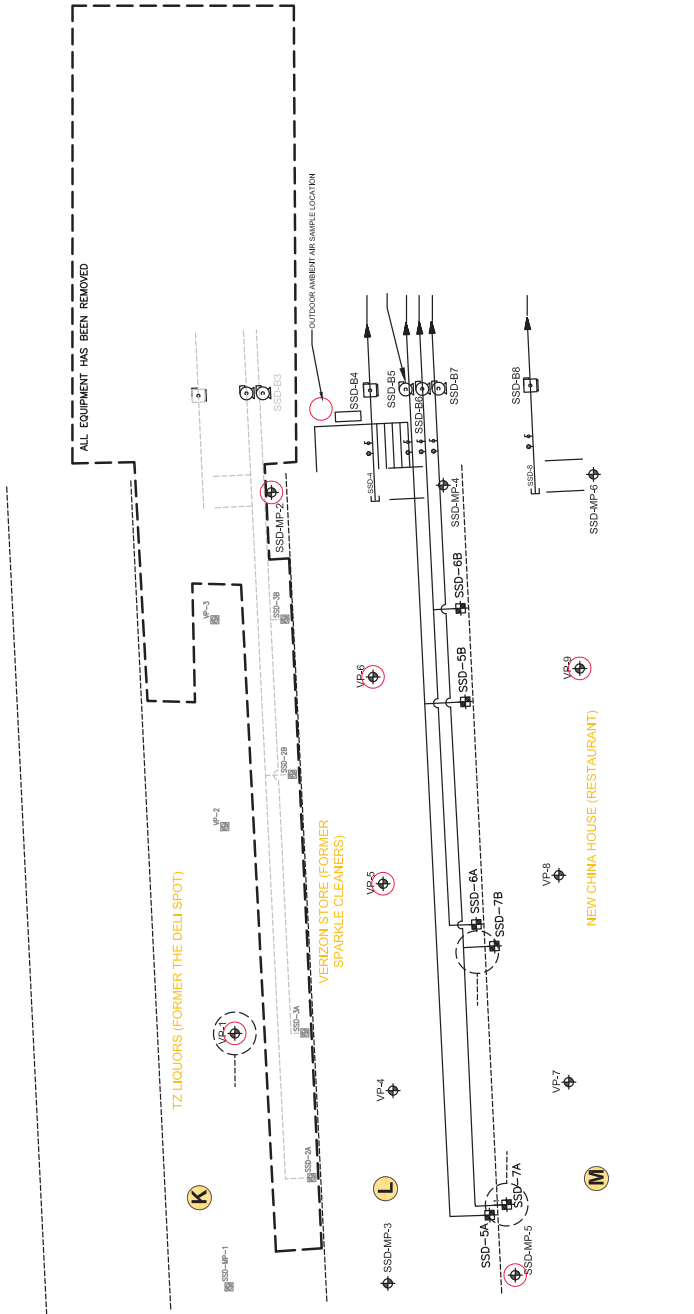 ALL EQUIPMENT HAS BEEN REMOVED
OUTDOOR AMBIENT AIR SAMPLE LOCATION
SSD-B3
SSD-B4
SSD-B5
SSD-B6
SSD-B7
SSD-B8
SSD-4
SSD-8
SSD-MP-2
SSD-MP-4
SSD-MP-6
VP-3
SSD-3B
SSD-6B
VP-6
SSD-5B
VP-9
VP-2
SSD-2B
TZ LIQUORS (FORMER THE DELI SPOT)
VERIZON STORE (FORMER
SPARKLE CLEANERS)
NEW CHINA HOUSE (RESTAURANT)
VP-5
VP-8
SSD-6A
SSD-7B
VP-1
SSD-3A
VP-4
VP-7
SSD-2A
K
L
M
SSD-5A
SSD-7A
SSD-MP-1
SSD-MP-3
SSD-MP-5